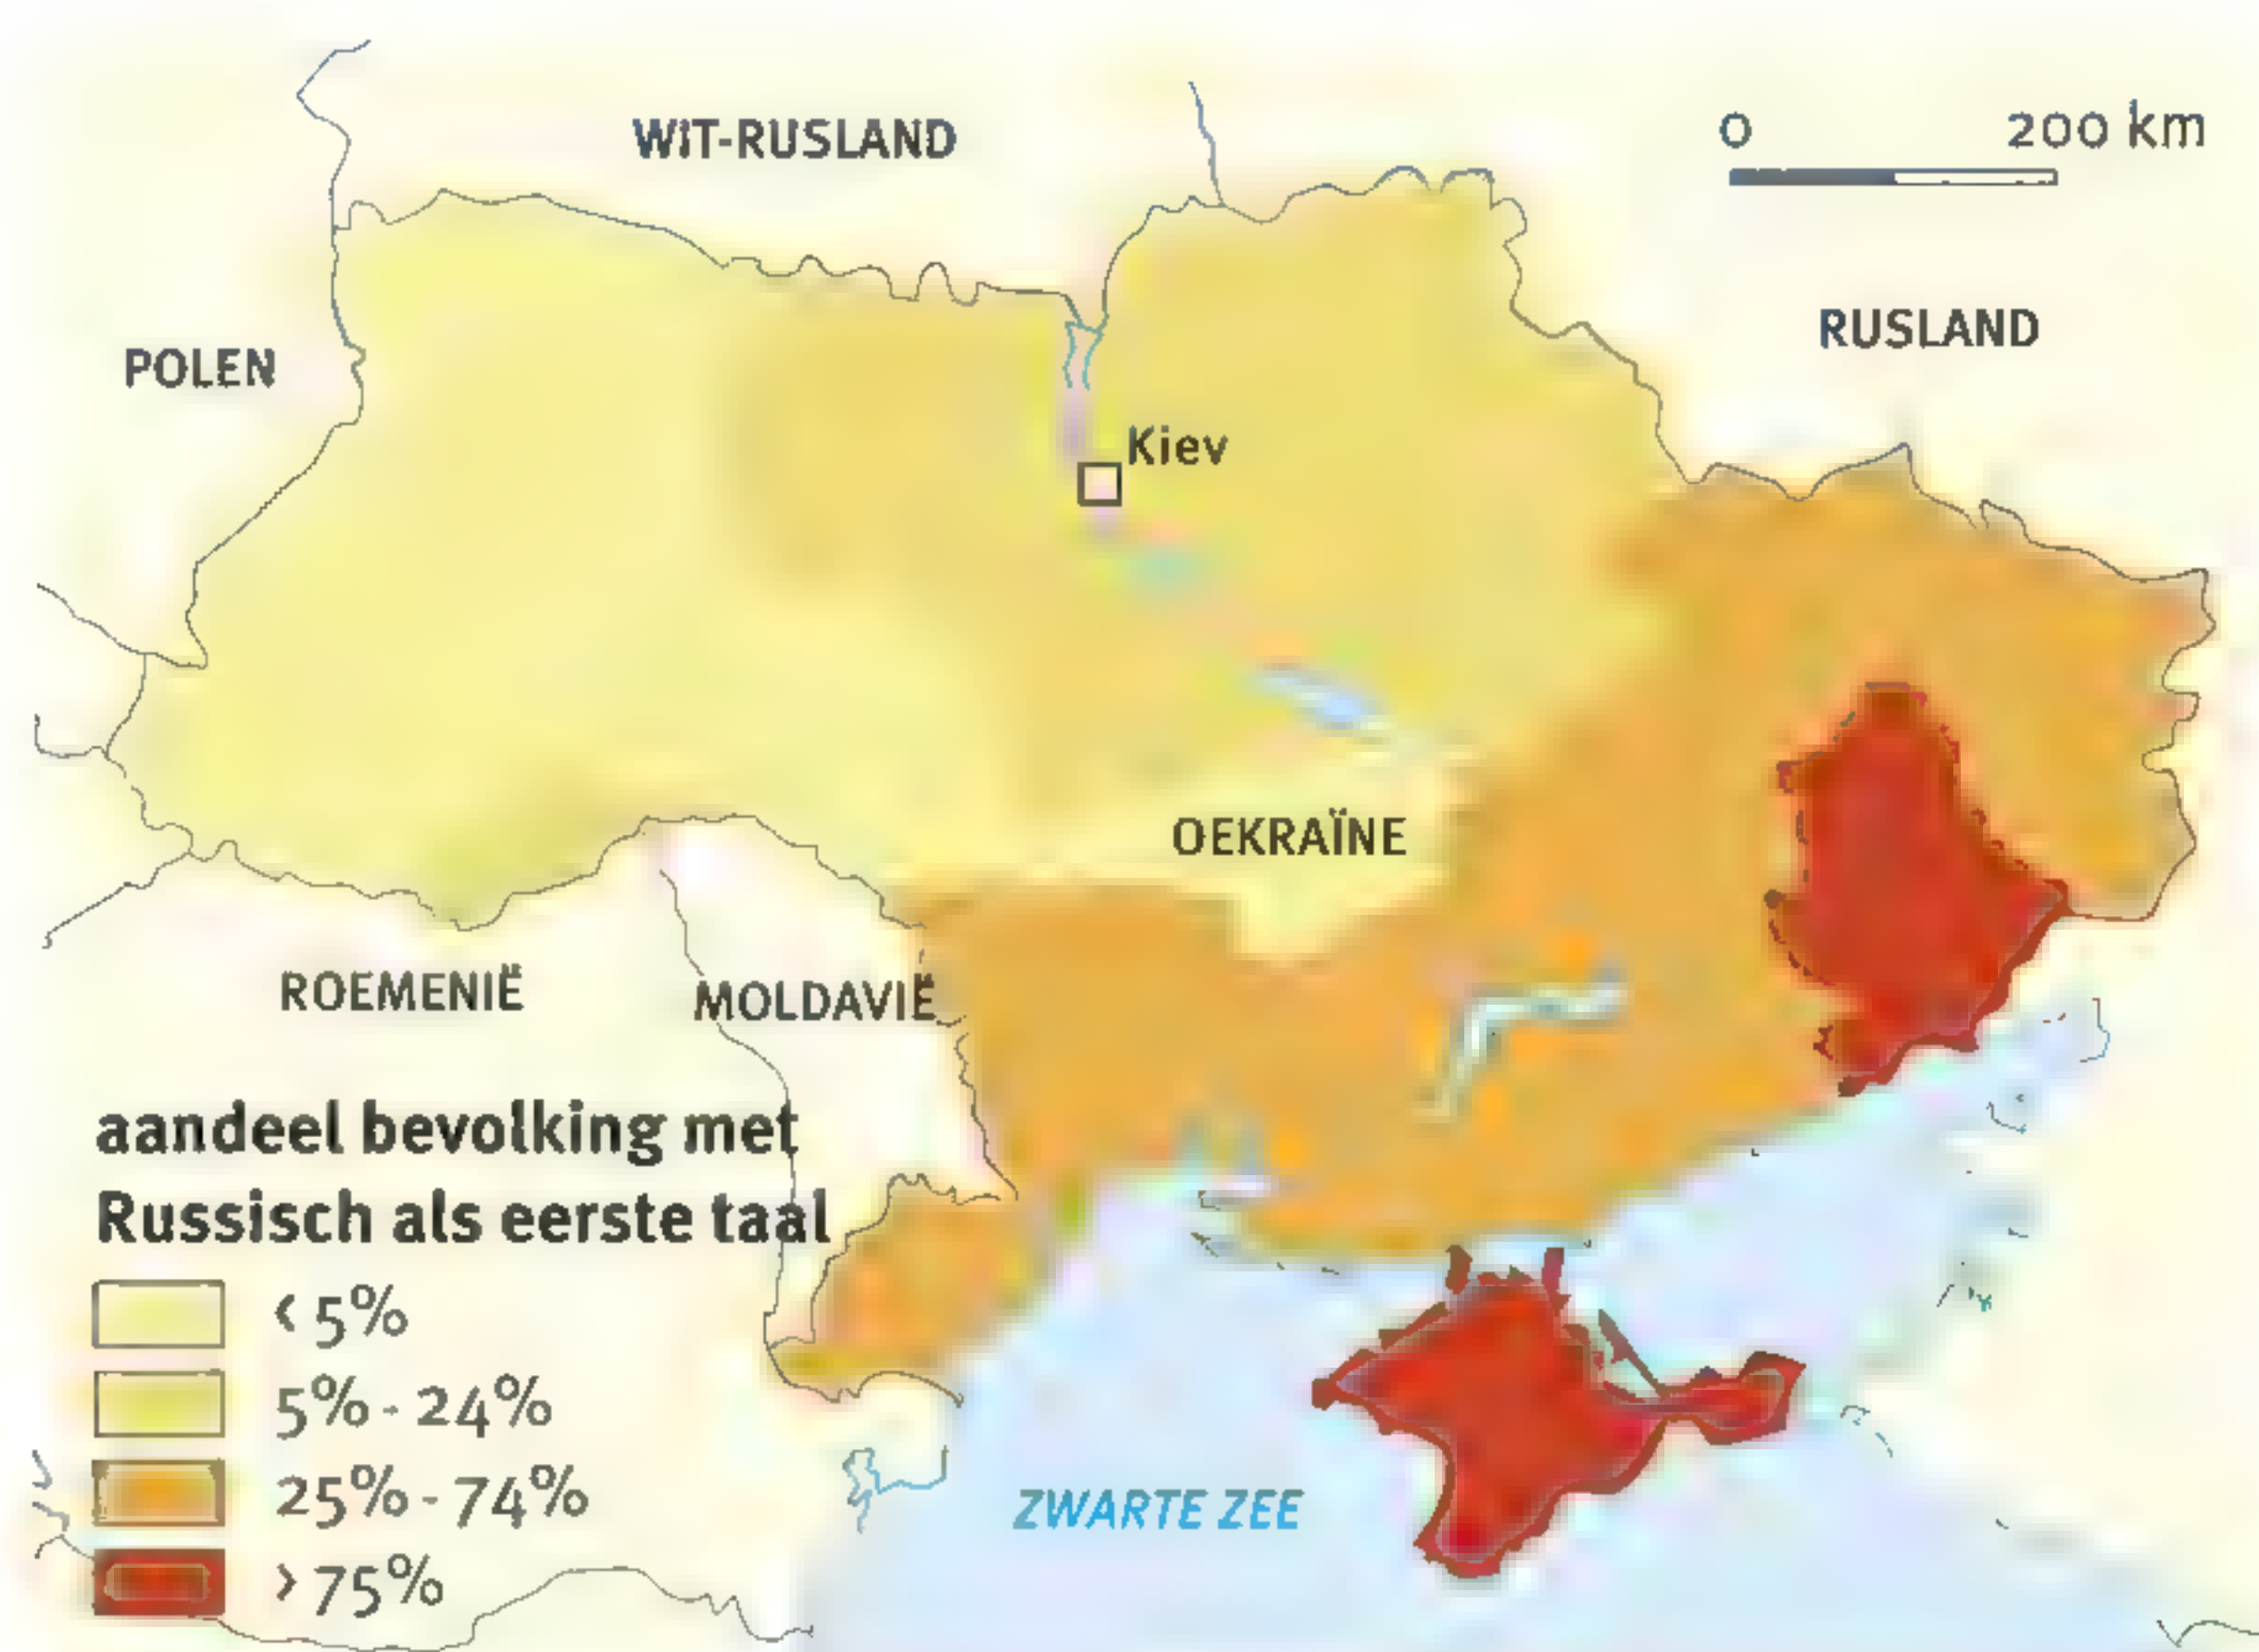 WIT-RUSLAND
0 200 km
RUSLAND
POLEN
Kiev
OEKRAÏNE
ROEMENIË
MOLDAVIË
aandeel bevolking met
Russisch als eerste taal
< 5%
5% - 24%
25% - 74%
> 75%
ZWARTE ZEE